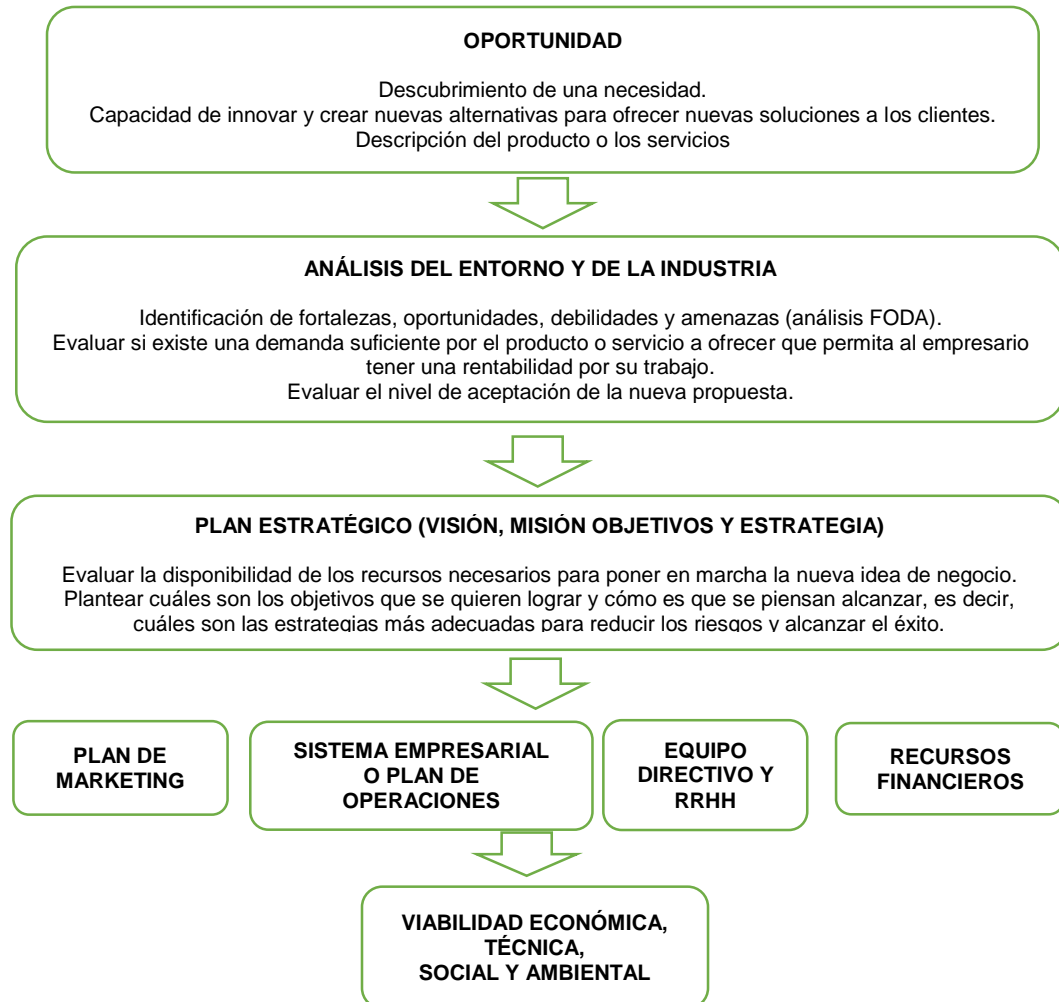 OPORTUNIDAD
Descubrimiento de una necesidad.
Capacidad de innovar y crear nuevas alternativas para ofrecer nuevas soluciones a los clientes.
Descripción del producto o los servicios
ANÁLISIS DEL ENTORNO Y DE LA INDUSTRIA
Identificación de fortalezas, oportunidades, debilidades y amenazas (análisis FODA).
Evaluar si existe una demanda suficiente por el producto o servicio a ofrecer que permita al empresario
tener una rentabilidad por su trabajo.
Evaluar el nivel de aceptación de la nueva propuesta.
PLAN ESTRATÉGICO (VISIÓN, MISIÓN OBJETIVOS Y ESTRATEGIA)
Evaluar la disponibilidad de los recursos necesarios para poner en marcha la nueva idea de negocio.
Plantear cuáles son los objetivos que se quieren lograr y cómo es que se piensan alcanzar, es decir,
cuáles son las estrategias más adecuadas para reducir los riesgos y alcanzar el éxito.
PLAN DE
MARKETING
SISTEMA EMPRESARIAL
O PLAN DE
OPERACIONES
EQUIPO
DIRECTIVO Y
RRHH
RECURSOS
FINANCIEROS
VIABILIDAD ECONÓMICA,
TÉCNICA,
SOCIAL Y AMBIENTAL